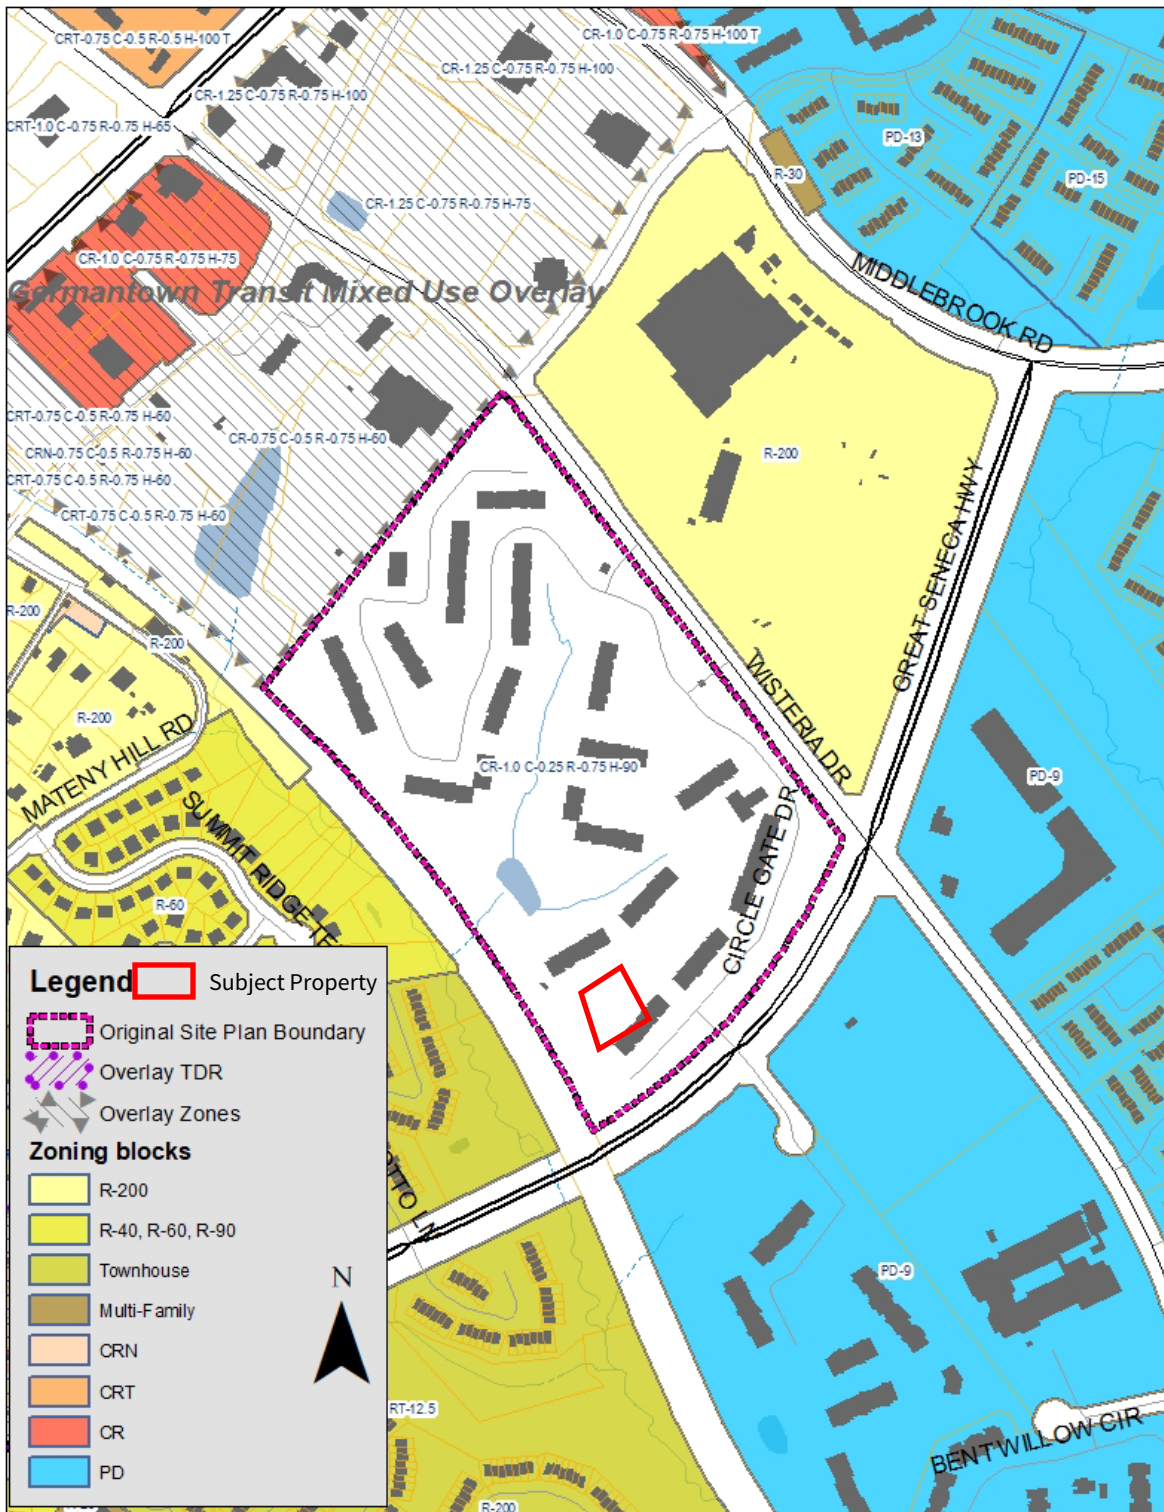 CRT-0.75 C-0.5 R-0.5 H-100 T
CR-1.0 C-0.75 R-0.75 H-100 T
CR-1.25 C-0.75 R-0.75 H-100
CR-1.25 C-0.75 R-0.75 H-100
CRT-1.0 C-0.75 R-0.75 H-65
PD-13
R-30
PD-15
CR-1.25 C-0.75 R-0.75 H-75
CR-1.0 C-0.75 R-0.75 H-75
MIDDLEBROOK RD
Germantown Transit Mixed Use Overlay
CRT-0.75 C-0.5 R-0.75 H-60
CR-0.75 C-0.5 R-0.75 H-60
CRN-0.75 C-0.5 R-0.75 H-60
R-200
CRT-0.75 C-0.5 R-0.75 H-60
CRT-0.75 C-0.5 R-0.75 H-60
GREAT SENECA HWY
R-200
R-200
WISTERIA DR
R-200
MATENY HILL RD
CR-1.0 C-0.25 R-0.75 H-90
PD-9
SUMMIT RIDGE TE
CIRCLE GATE DR
R-60
Legend
Subject Property
Original Site Plan Boundary
Overlay TDR
Overlay Zones
Zoning blocks
R-200
R-40, R-60, R-90
Townhouse
Multi-Family
CRN
CRT
CR
PD
N
OTTO LN
PD-9
RT-12.5
BENTWILLOW CIR
R-200